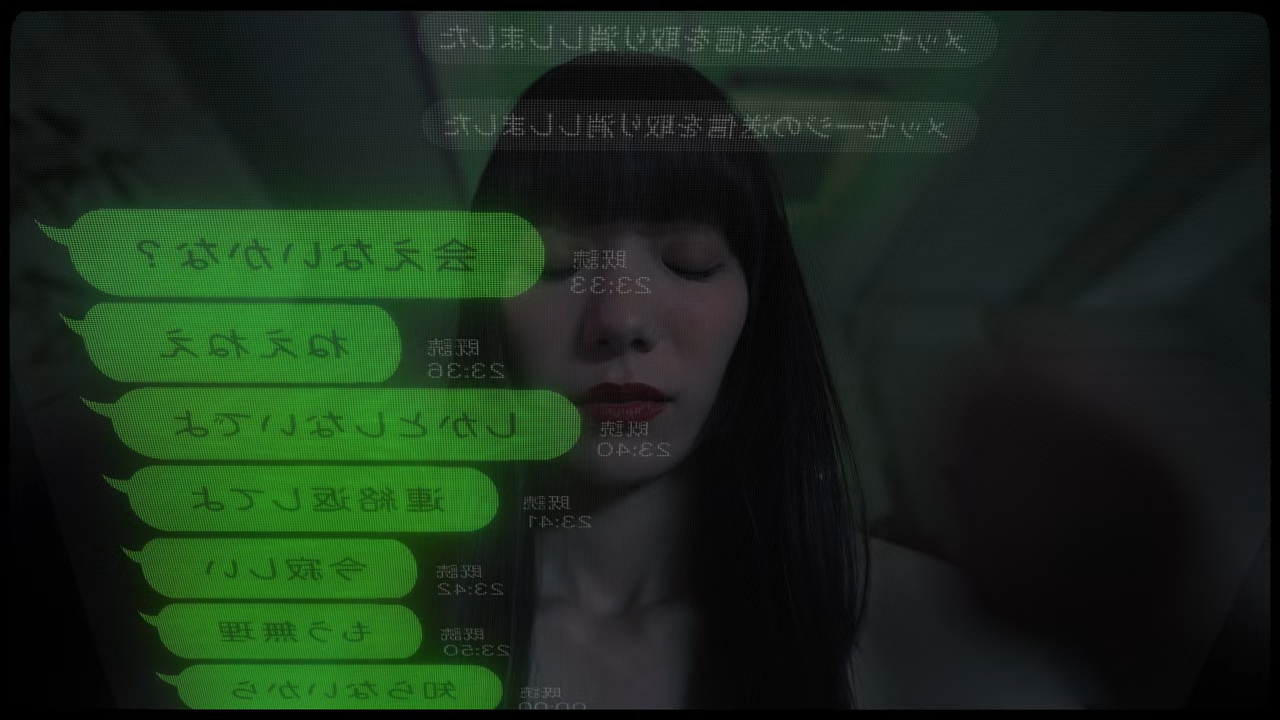 メッセージの送信を取り消ししました
メッセージの送信を取り消ししました
会えないかな？
既読
23:33
ねえねえ
既読
23:36
しかとしないでよ
既読
23:40
連絡返してよ
既読
23:41
今寂しい
既読
23:42
もう無理
既読
23:50
知らないから
既読
00:00